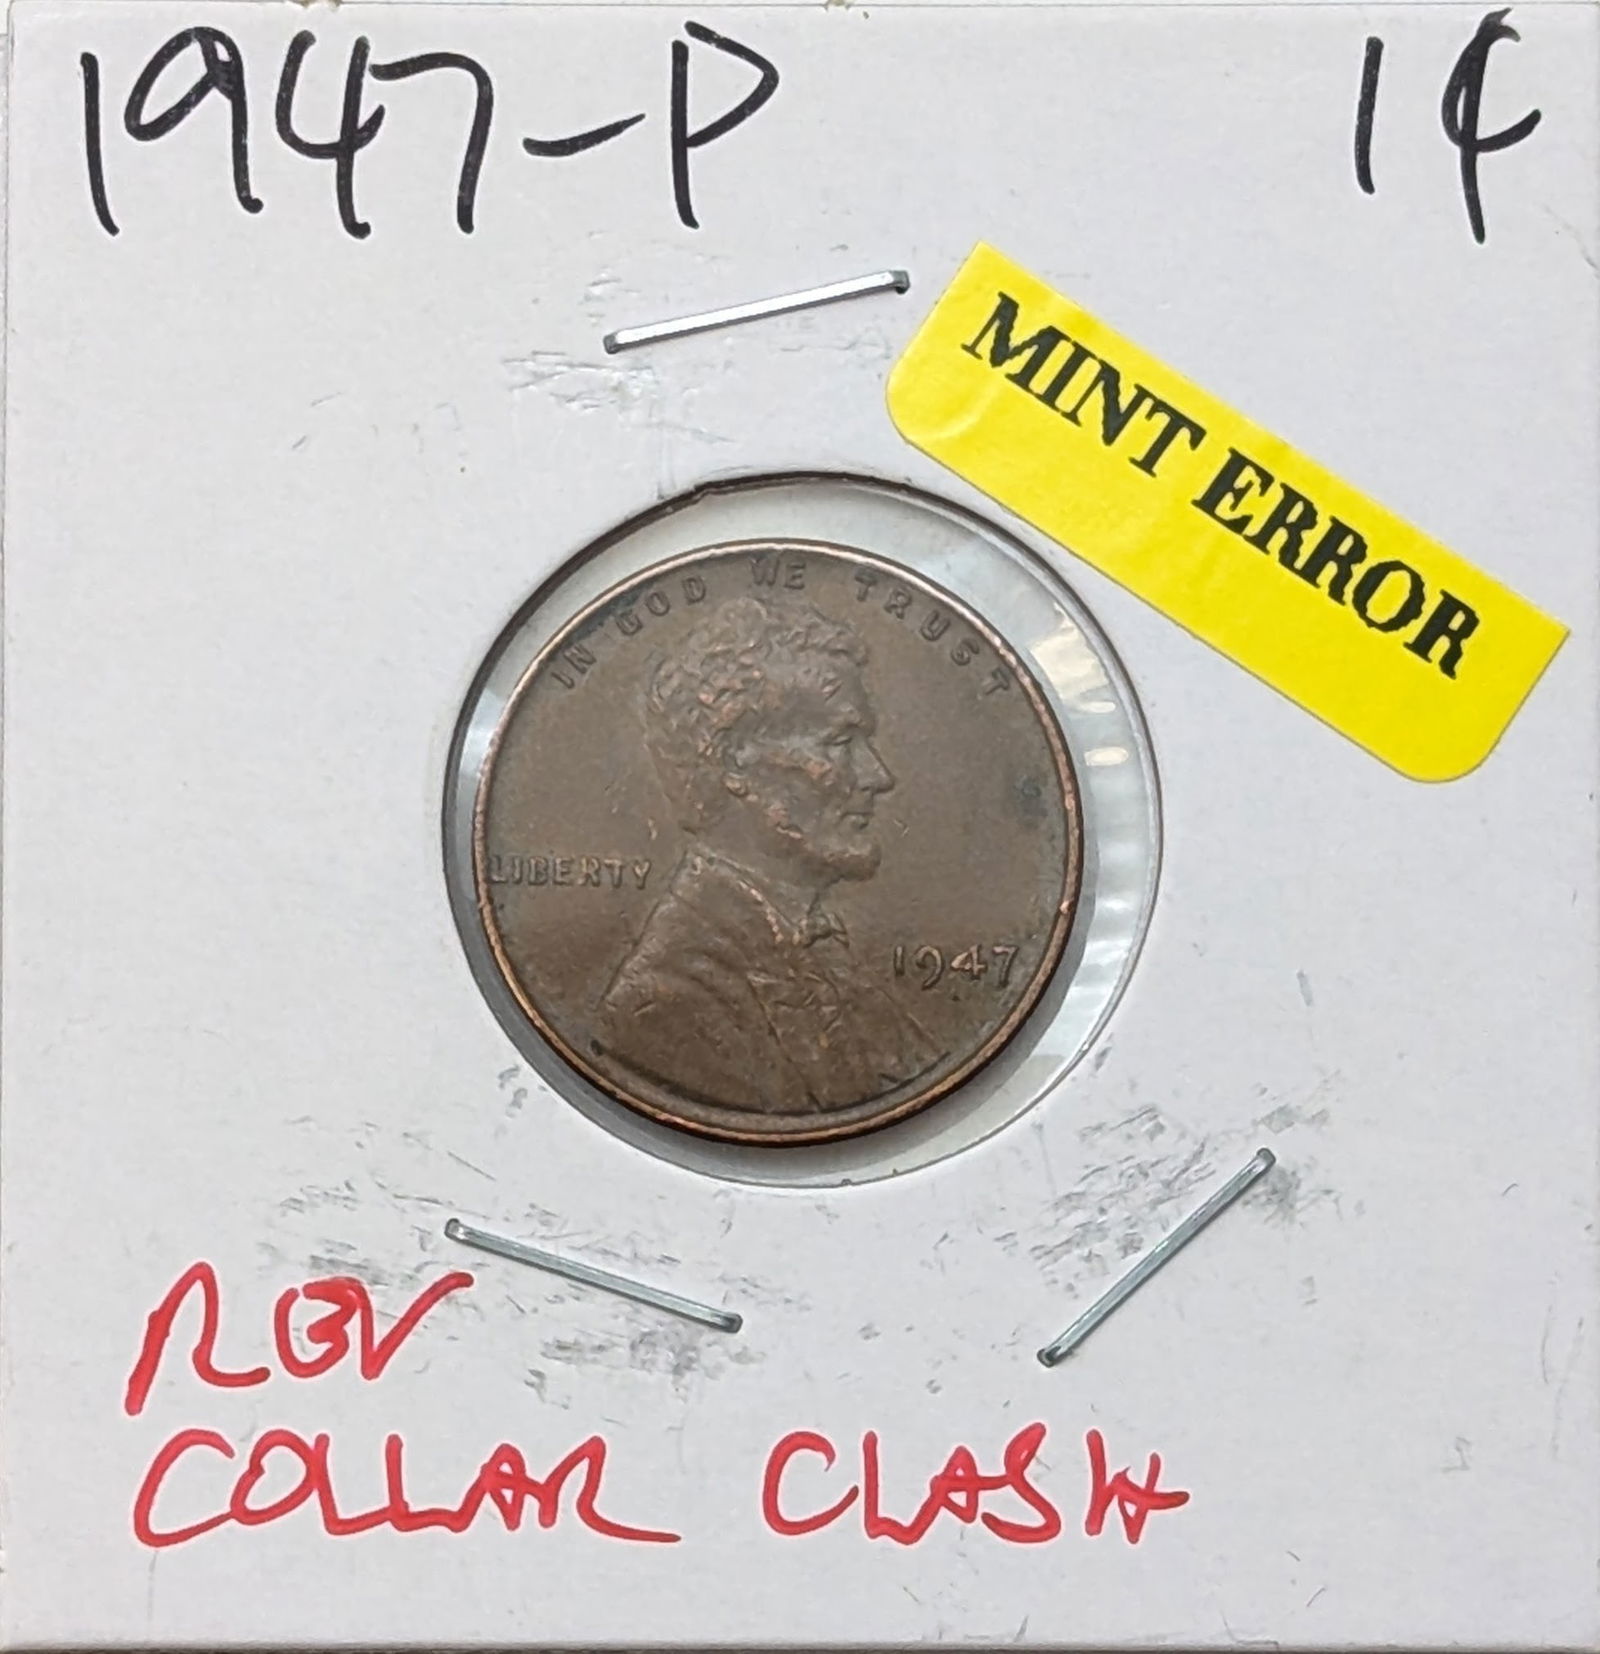 1947-P 1¢
MINT ERROR
IN GOD WE TRUST
LIBERTY
1947
REV
COLLAR CLASH